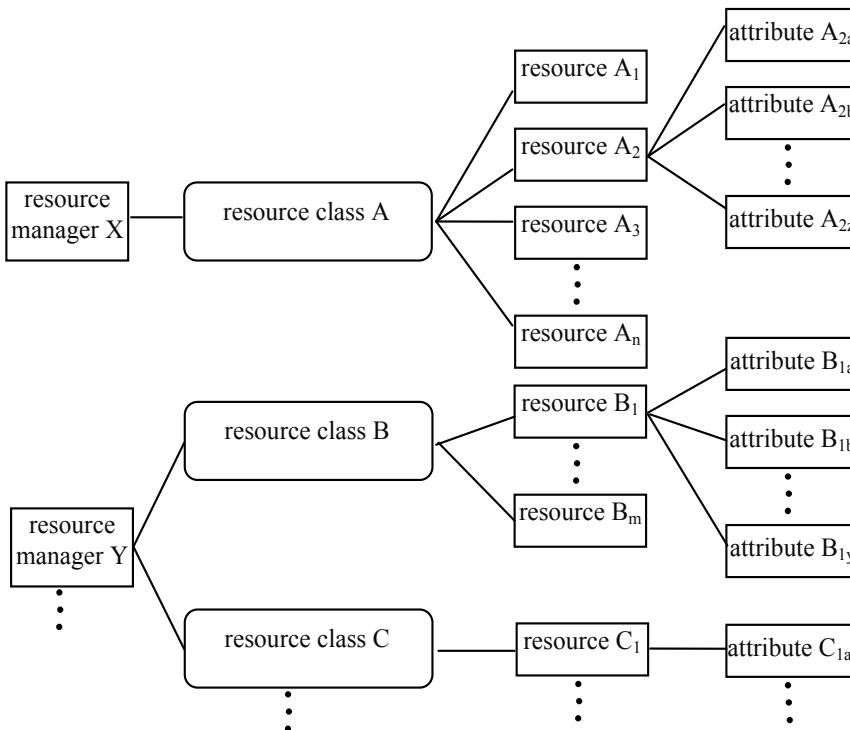 attribute A₂ₐ
resource A₁
attribute A₂b
resource A₂
resource
manager X
resource class A
attribute A₂z
resource A₃
resource Aₙ
attribute B₁ₐ
resource class B
resource B₁
attribute B₁b
resource Bₘ
resource
manager Y
attribute B₁y
resource class C
resource C₁
attribute C₁ₐ